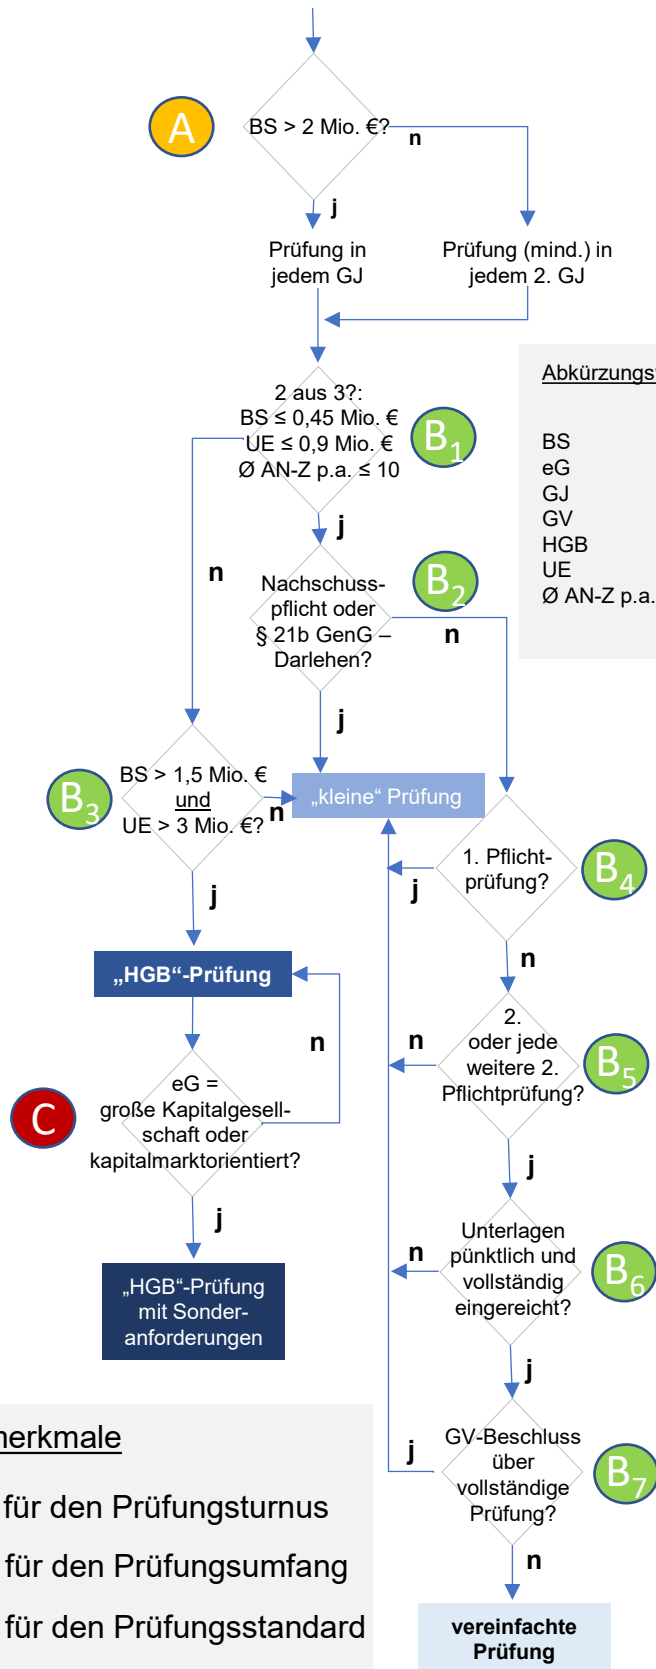 A
BS > 2 Mio. €?
n
j
Prüfung in
jedem GJ
Prüfung (mind.) in
jedem 2. GJ
2 aus 3?:
BS ≤ 0,45 Mio. €
UE ≤ 0,9 Mio. €
Ø AN-Z p.a. ≤ 10
B1
Abkürzungs
BS
eG
GJ
GV
HGB
UE
Ø AN-Z p.a.
j
n
Nachschuss-
pflicht oder
§ 21b GenG –
Darlehen?
B2
n
j
B3
BS > 1,5 Mio. €
und
UE > 3 Mio. €?
n
„kleine“ Prüfung
j
1. Pflicht-
prüfung?
B4
j
n
„HGB“-Prüfung
n
2.
oder jede
weitere 2.
Pflichtprüfung?
B5
n
j
C
eG =
große Kapitalgesell-
schaft oder
kapitalmarktorientiert?
j
Unterlagen
pünktlich und
vollständig
eingereicht?
B6
n
j
„HGB“-Prüfung
mit Sonder-
anforderungen
GV-Beschluss
über
vollständige
Prüfung?
B7
j
n
vereinfachte
Prüfung
merkmale
für den Prüfungsturnus
für den Prüfungsumfang
für den Prüfungsstandard